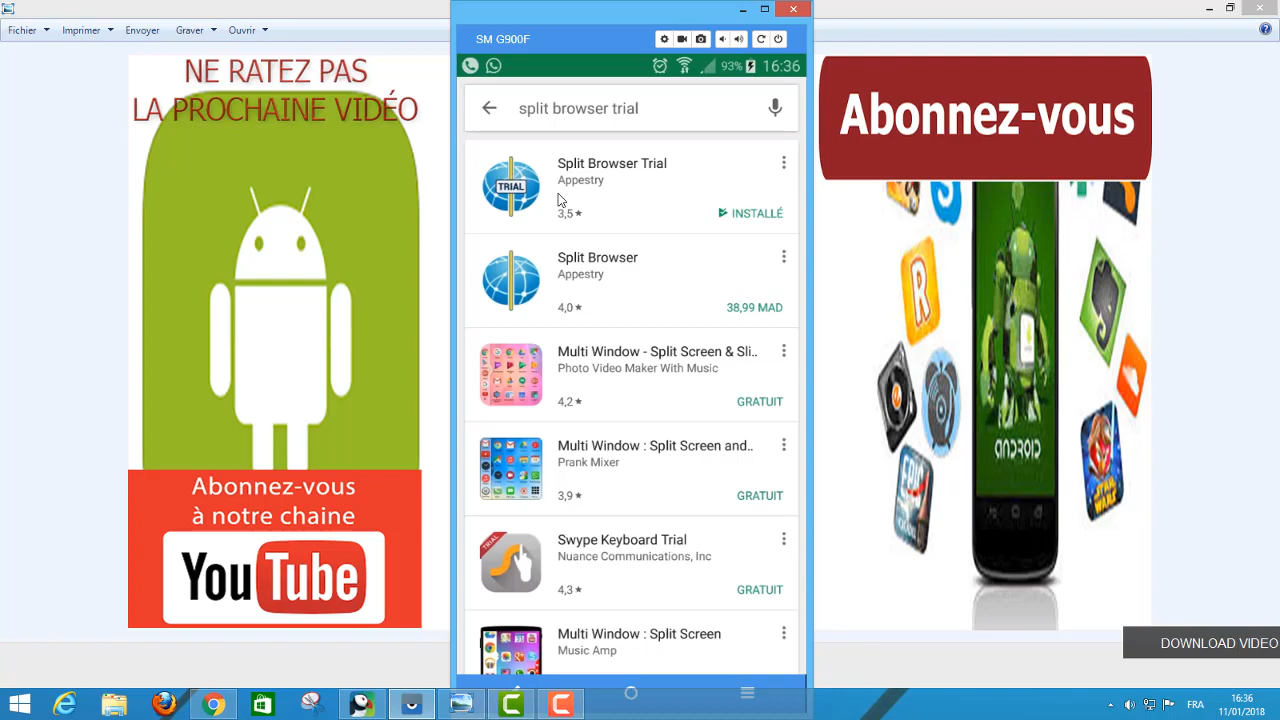 Fichier
Imprimer
Envoyer
Graver
Ouvrir
NE RATEZ PAS
LA PROCHAINE VIDÉO
Abonnez-vous
à notre chaine
YouTube
SM G900F
93%
16:36
split browser trial
TRIAL
Split Browser Trial
Appestry
3,5
INSTALLÉ
Split Browser
Appestry
4,0
38,99 MAD
Multi Window - Split Screen & Sli..
Photo Video Maker With Music
4,2
GRATUIT
Multi Window : Split Screen and..
Prank Mixer
3,9
GRATUIT
TRIAL
Swype Keyboard Trial
Nuance Communications, Inc
4,3
GRATUIT
Multi Window : Split Screen
Music Amp
Abonnez-vous
ANDROID
STAR WARS
DOWNLOAD VIDEO
FRA
16:36
11/01/2018